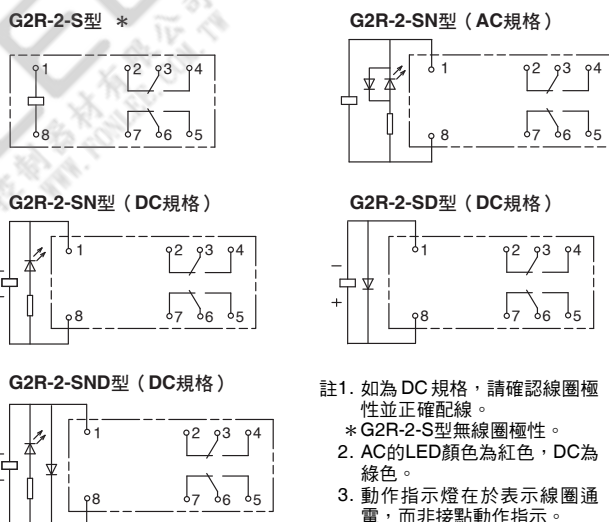 G2R-2-S型 ＊
1 2 3 4
8 7 6 5
G2R-2-SN型（AC規格）
1 2 3 4
8 7 6 5
G2R-2-SN型（DC規格）
1 2 3 4
8 7 6 5
G2R-2-SD型（DC規格）
1 2 3 4
−
+
8 7 6 5
G2R-2-SND型（DC規格）
1 2 3 4
8 7 6 5
註1. 如為 DC 規格，請確認線圈極
性並正確配線。
＊G2R-2-S型無線圈極性。
2. AC的LED顏色為紅色，DC為
綠色。
3. 動作指示燈在於表示線圈通
電，而非接點動作指示。